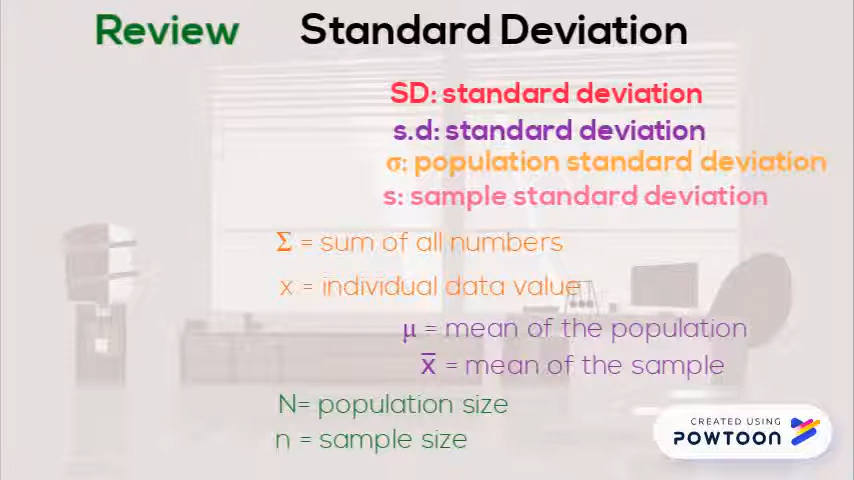 Review Standard Deviation
SD: standard deviation
s.d: standard deviation
σ: population standard deviation
s: sample standard deviation
Σ = sum of all numbers
x = individual data value
μ = mean of the population
x̅ = mean of the sample
N= population size
n = sample size
CREATED USING
POWTOON